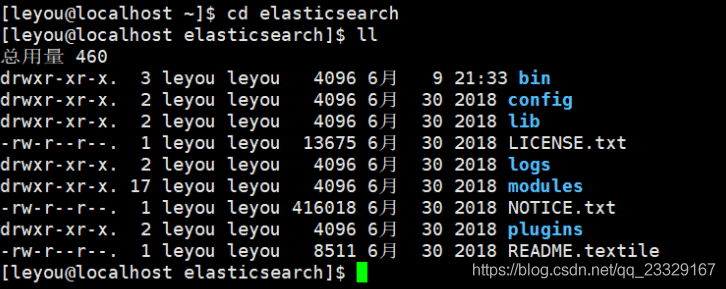 [leyou@localhost ~]$ cd elasticsearch
[leyou@localhost elasticsearch]$ ll
总用量 460
drwxr-xr-x. 3 leyou leyou 4096 6月 9 21:33 bin
drwxr-xr-x. 2 leyou leyou 4096 6月 30 2018 config
drwxr-xr-x. 2 leyou leyou 4096 6月 30 2018 lib
-rw-r--r--. 1 leyou leyou 13675 6月 30 2018 LICENSE.txt
drwxr-xr-x. 2 leyou leyou 4096 6月 30 2018 logs
drwxr-xr-x. 17 leyou leyou 4096 6月 30 2018 modules
-rw-r--r--. 1 leyou leyou 416018 6月 30 2018 NOTICE.txt
drwxr-xr-x. 2 leyou leyou 4096 6月 30 2018 plugins
-rw-r--r--. 1 leyou leyou 8511 6月 30 2018 README.textile
[leyou@localhost elasticsearch]$
https://blog.csdn.net/qq_23329167